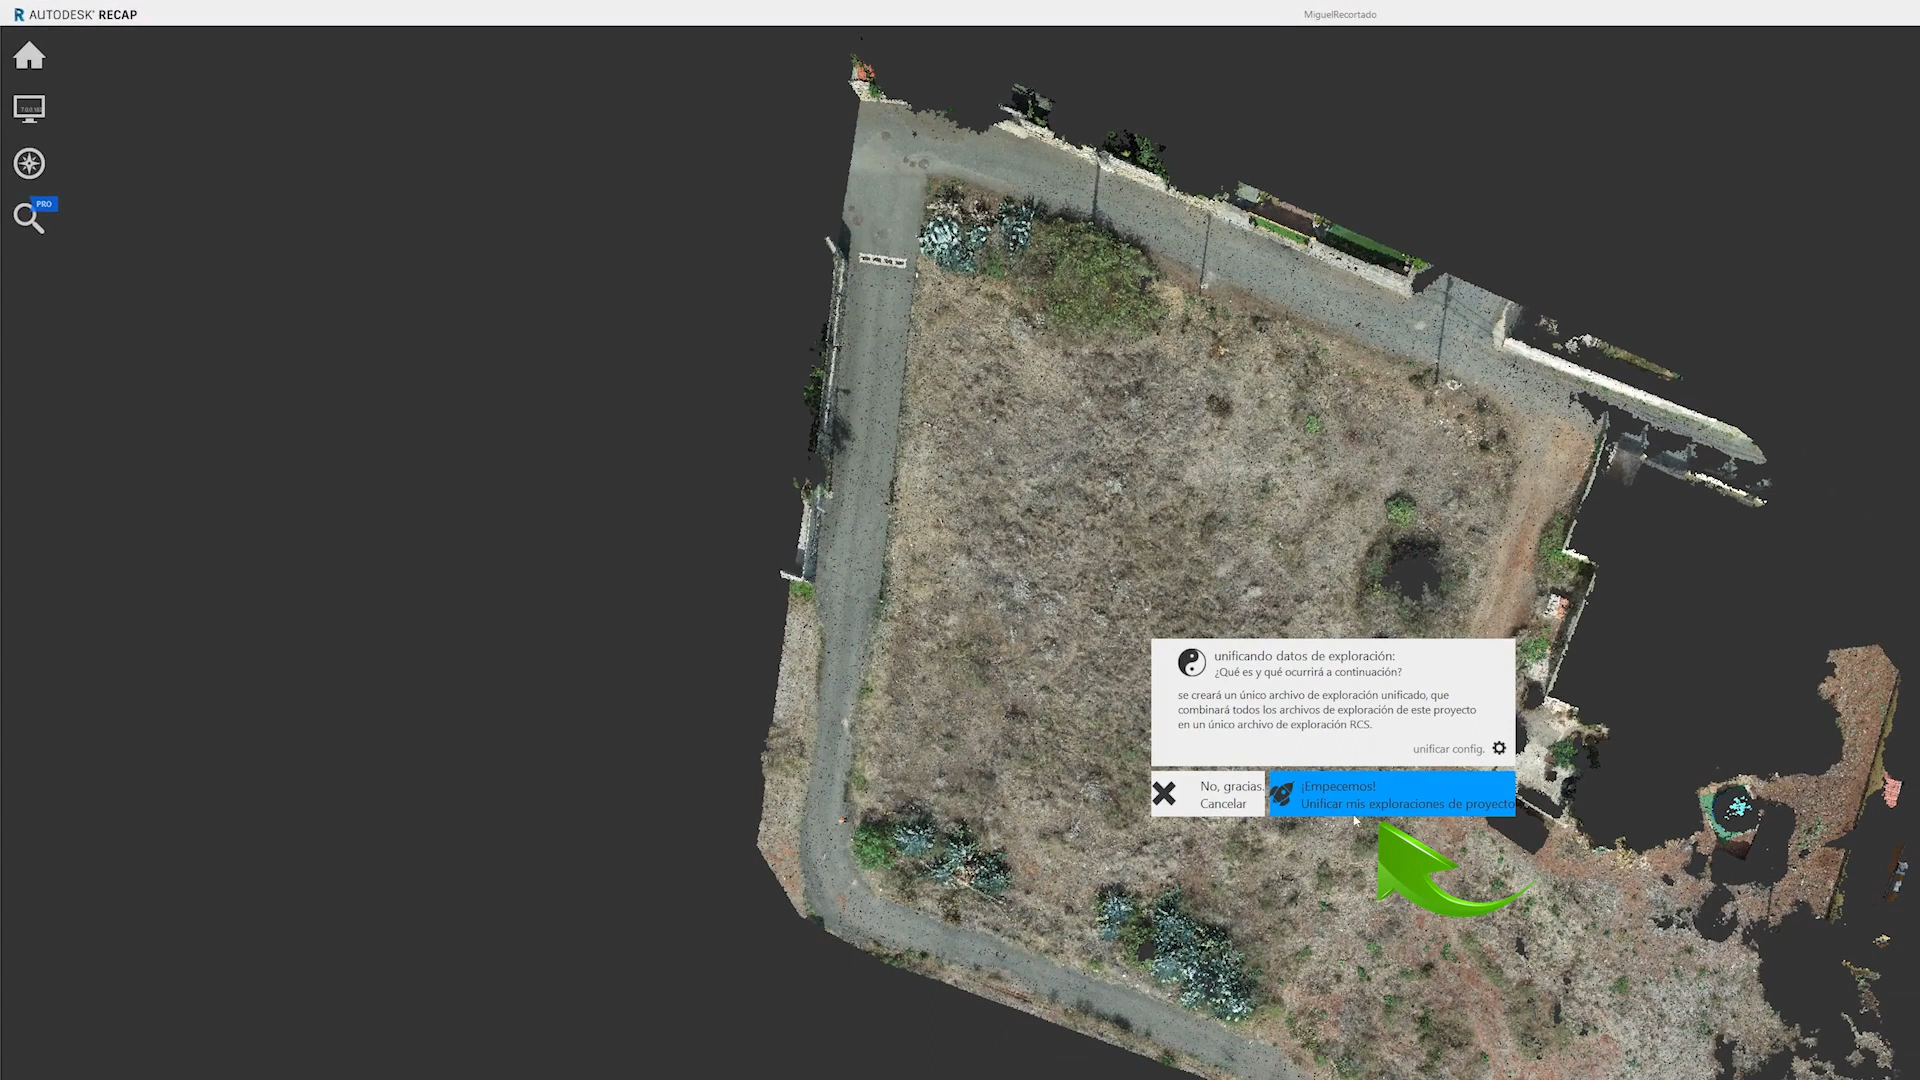 AUTODESK® RECAP
MiguelRecortado
PRO
unificando datos de exploración:
¿Qué es y qué ocurrirá a continuación?
se creará un único archivo de exploración unificado, que
combinará todos los archivos de exploración de este proyecto
en un único archivo de exploración RCS.
unificar config.
No, gracias.
Cancelar
¡Empecemos!
Unificar mis exploraciones de proyecto